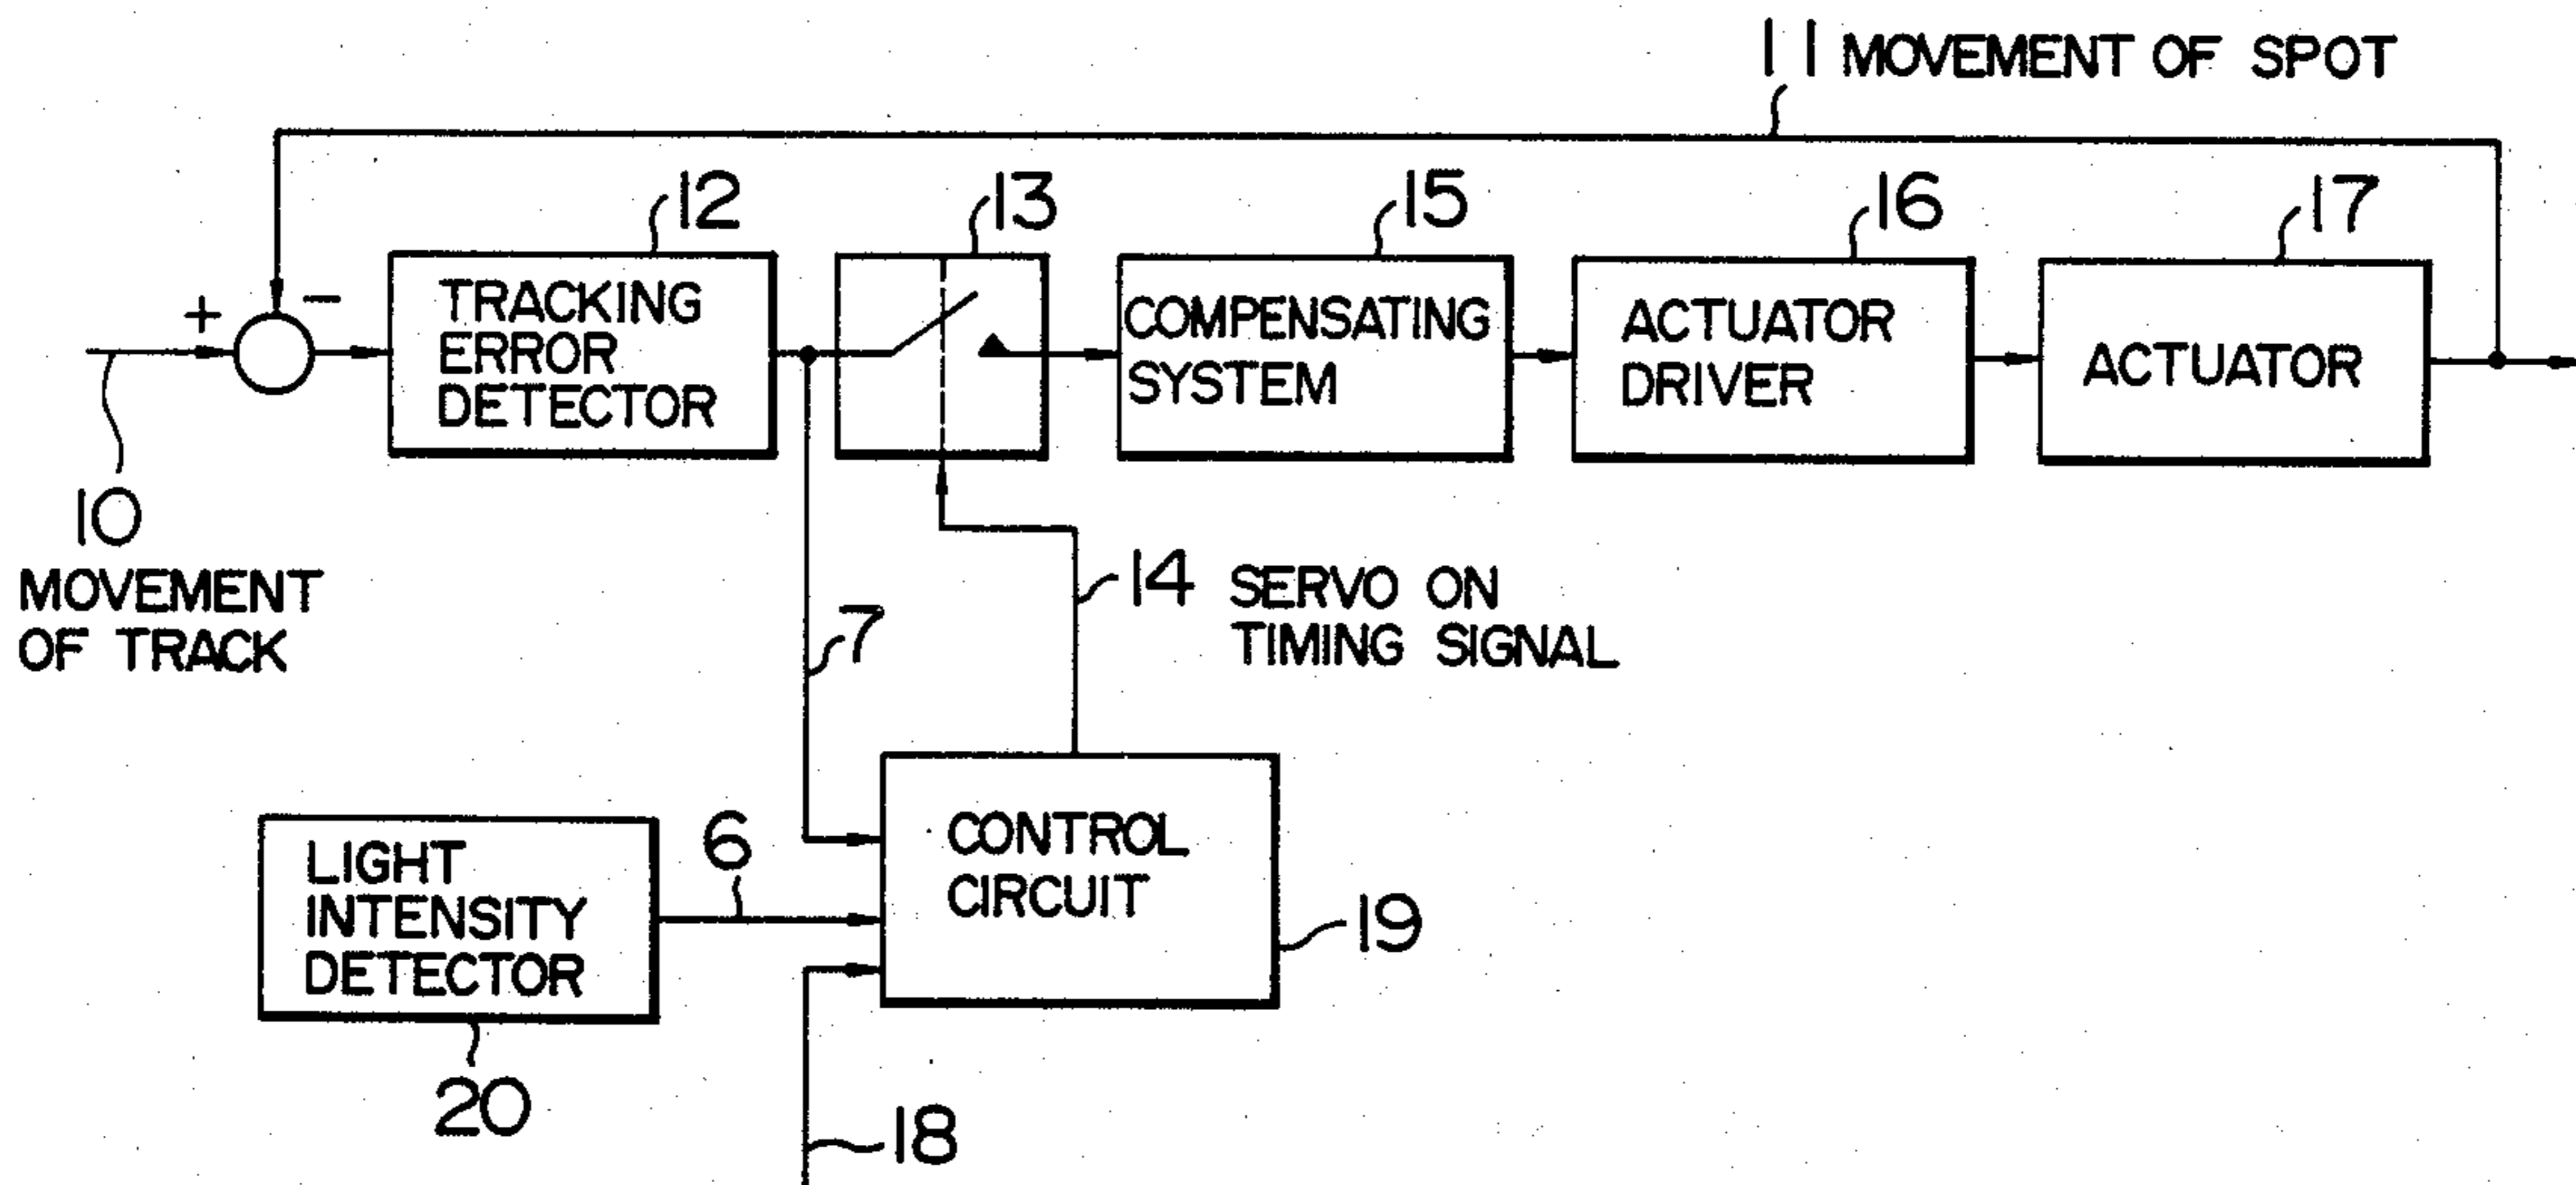 11 MOVEMENT OF SPOT
12
13
15
16
17
+
−
TRACKING
ERROR
DETECTOR
COMPENSATING
SYSTEM
ACTUATOR
DRIVER
ACTUATOR
10
MOVEMENT
OF TRACK
14 SERVO ON
TIMING SIGNAL
7
LIGHT
INTENSITY
DETECTOR
6
CONTROL
CIRCUIT
19
20
18